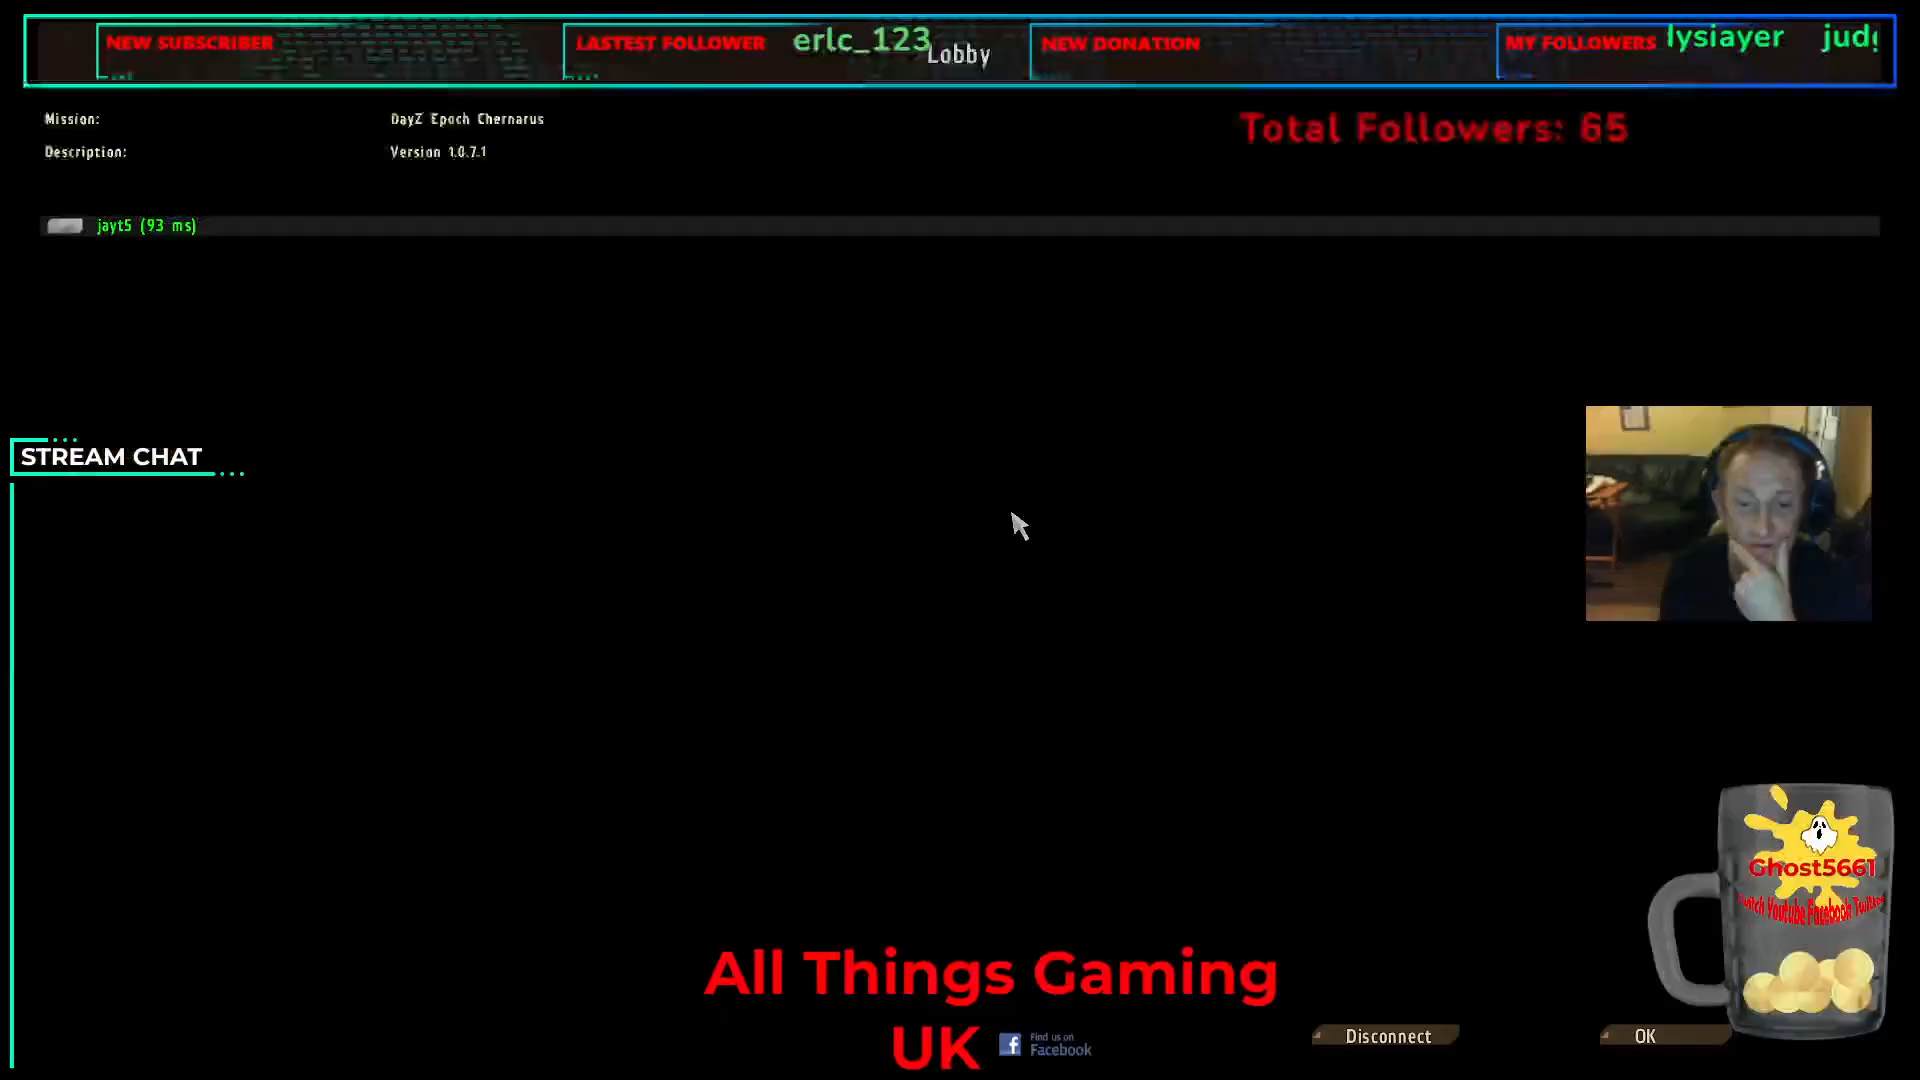 NEW SUBSCRIBER
LASTEST FOLLOWER
erlc_123
Lobby
NEW DONATION
MY FOLLOWERS
lysiayer
Mission:
DayZ Epoch Chernarus
Total Followers: 65
Description:
Version 1.0.7.1
jayt5 (93 ms)
STREAM CHAT
Ghost5661
Youtube Facebook
All Things Gaming
UK
Find us on
Facebook
Disconnect
OK